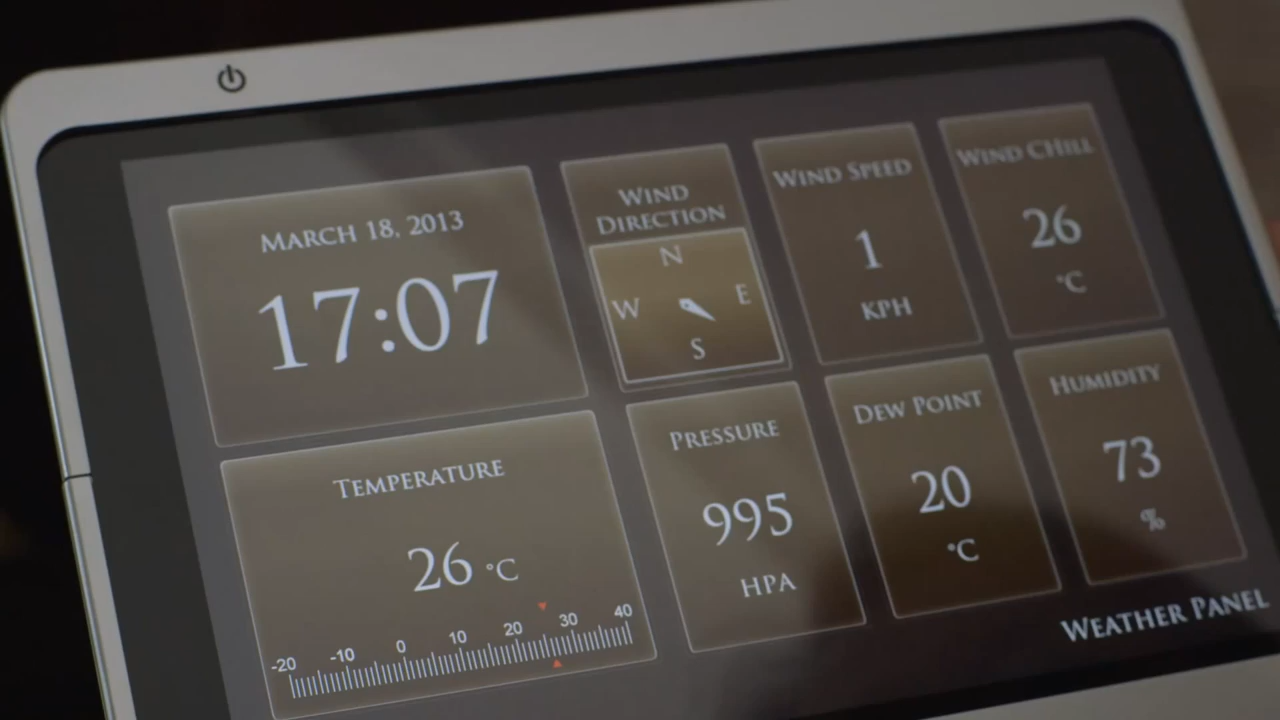 MARCH 18, 2013
17:07
WIND
DIRECTION
N
W E
S
WIND SPEED
1
KPH
WIND CHILL
26
°C
TEMPERATURE
26 °C
-20 -10 0 10 20 30 40
PRESSURE
995
HPA
DEW POINT
20
°C
HUMIDITY
73
%
WEATHER PANEL